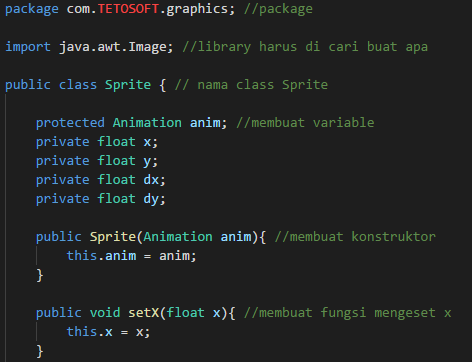 package com.TETOSOFT.graphics; //package
import java.awt.Image; //library harus di cari buat apa
public class Sprite { // nama class Sprite
protected Animation anim; //membuat variable
private float x;
private float y;
private float dx;
private float dy;
public Sprite(Animation anim){ //membuat konstruktor
this.anim = anim;
}
public void setX(float x){ //membuat fungsi mengeset x
this.x = x;
}